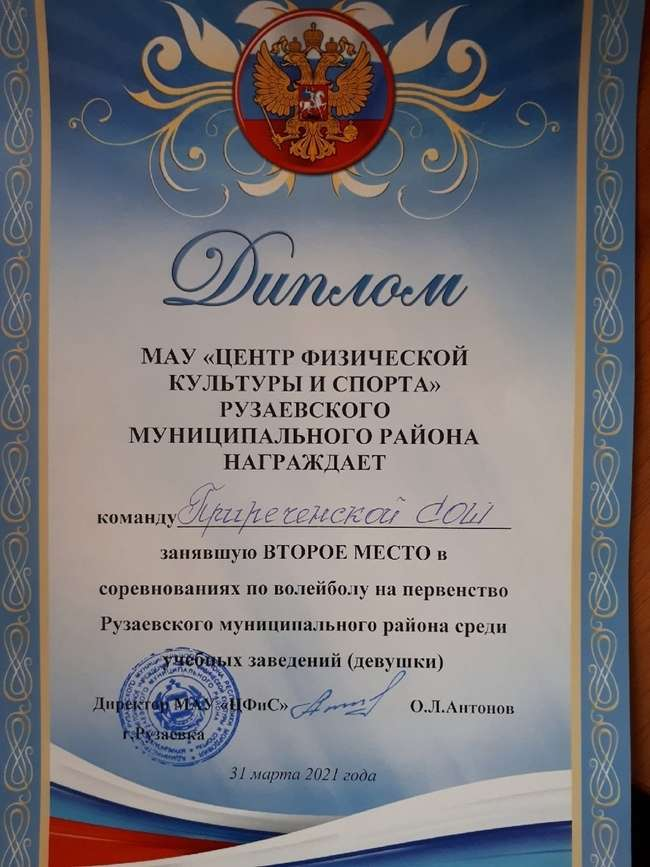 Диплом
МАУ «ЦЕНТР ФИЗИЧЕСКОЙ
КУЛЬТУРЫ И СПОРТА»
РУЗАЕВСКОГО
МУНИЦИПАЛЬНОГО РАЙОНА
НАГРАЖДАЕТ
команду Приреченской СОШ
занявшую ВТОРОЕ МЕСТО в
соревнованиях по волейболу на первенство
Рузаевского муниципального района среди
учебных заведений (девушки)
Директор МАУ «ЦФиС» О.Л.Антонов
г.Рузаевка
31 марта 2021 года